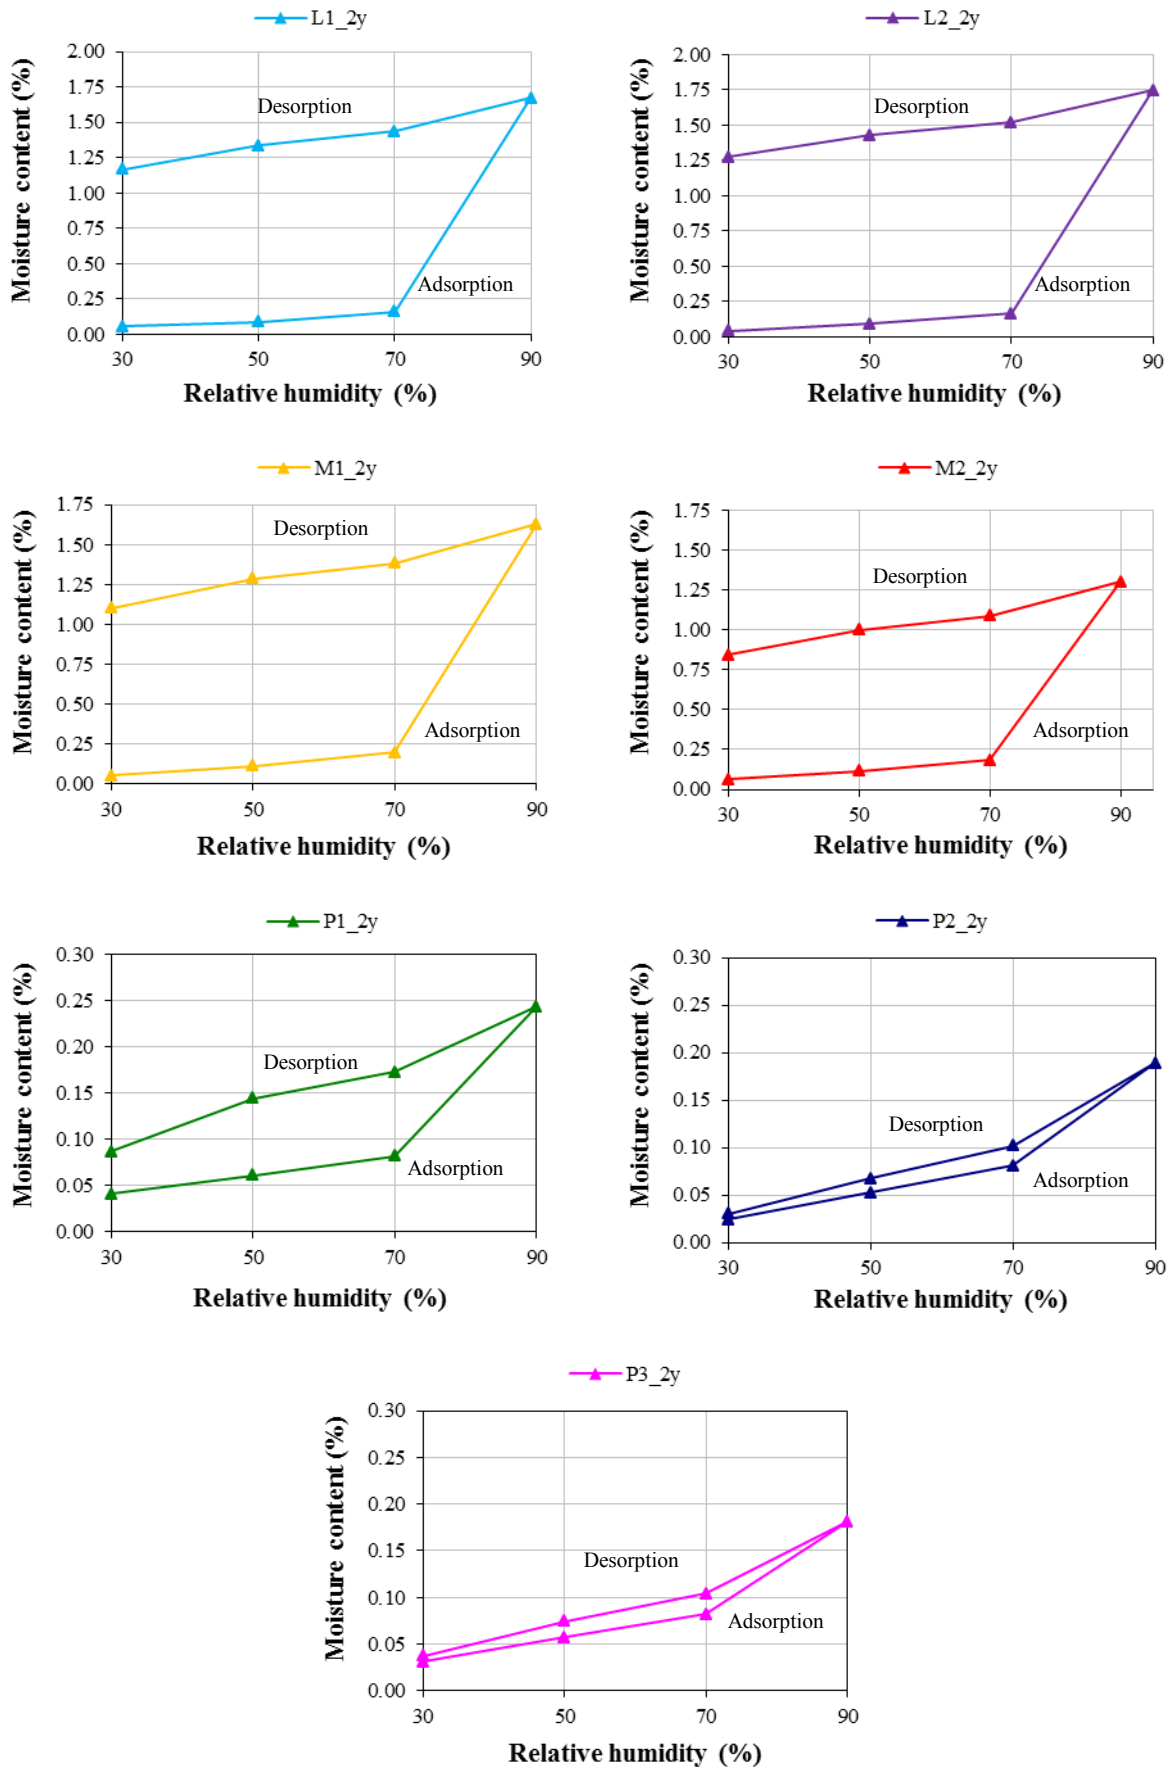 L1_2y
Moisture content (%)
2.00
1.75
1.50
1.25
1.00
0.75
0.50
0.25
0.00
Desorption
Adsorption
30 50 70 90
Relative humidity (%)
L2_2y
Moisture content (%)
2.00
1.75
1.50
1.25
1.00
0.75
0.50
0.25
0.00
Desorption
Adsorption
30 50 70 90
Relative humidity (%)
M1_2y
Moisture content (%)
1.75
1.50
1.25
1.00
0.75
0.50
0.25
0.00
Desorption
Adsorption
30 50 70 90
Relative humidity (%)
M2_2y
Moisture content (%)
1.75
1.50
1.25
1.00
0.75
0.50
0.25
0.00
Desorption
Adsorption
30 50 70 90
Relative humidity (%)
P1_2y
Moisture content (%)
0.30
0.25
0.20
0.15
0.10
0.05
0.00
Desorption
Adsorption
30 50 70 90
Relative humidity (%)
P2_2y
Moisture content (%)
0.30
0.25
0.20
0.15
0.10
0.05
0.00
Desorption
Adsorption
30 50 70 90
Relative humidity (%)
P3_2y
Moisture content (%)
0.30
0.25
0.20
0.15
0.10
0.05
0.00
Desorption
Adsorption
30 50 70 90
Relative humidity (%)